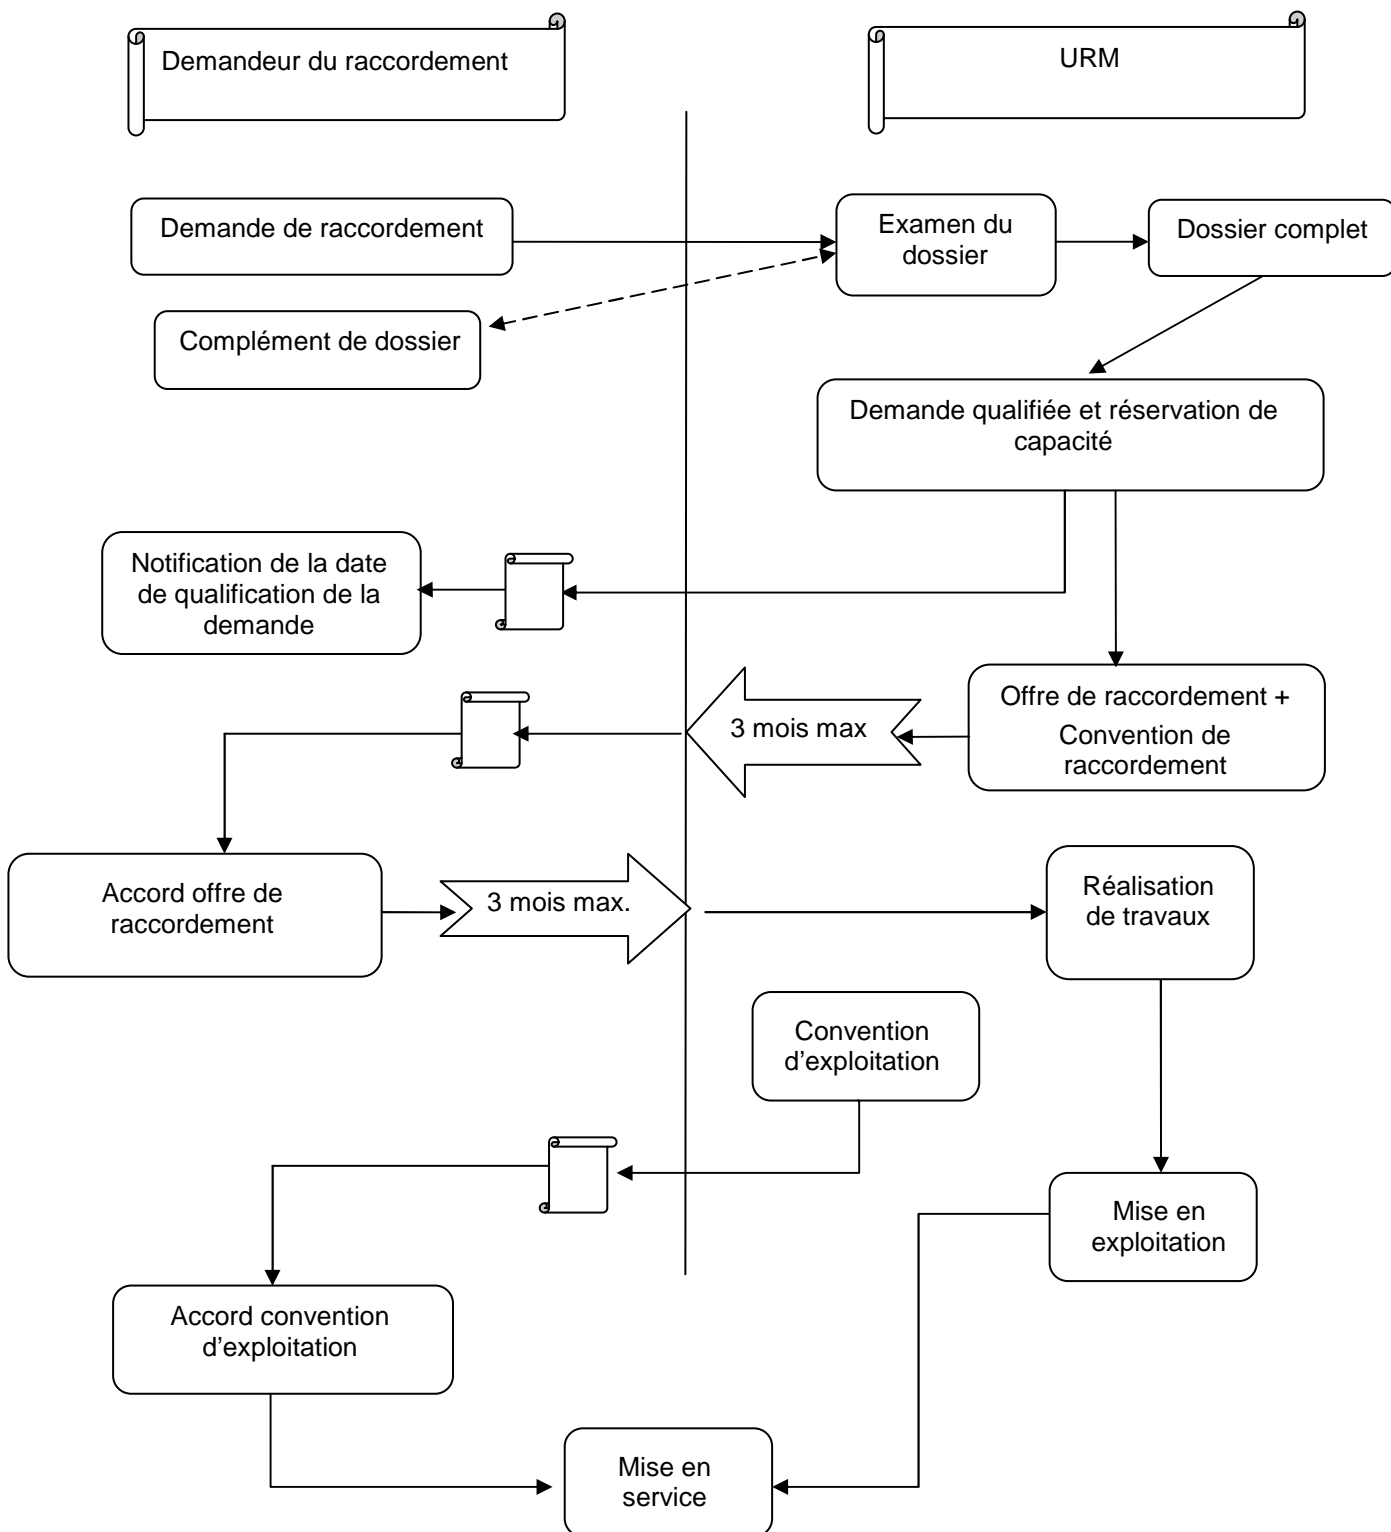 Demandeur du raccordement
URM
Demande de raccordement
Examen du
dossier
Dossier complet
Complément de dossier
Demande qualifiée et réservation de
capacité
Notification de la date
de qualification de la
demande
Offre de raccordement +
Convention de
raccordement
3 mois max
Accord offre de
raccordement
3 mois max.
Réalisation
de travaux
Convention
d’exploitation
Mise en
exploitation
Accord convention
d’exploitation
Mise en
service